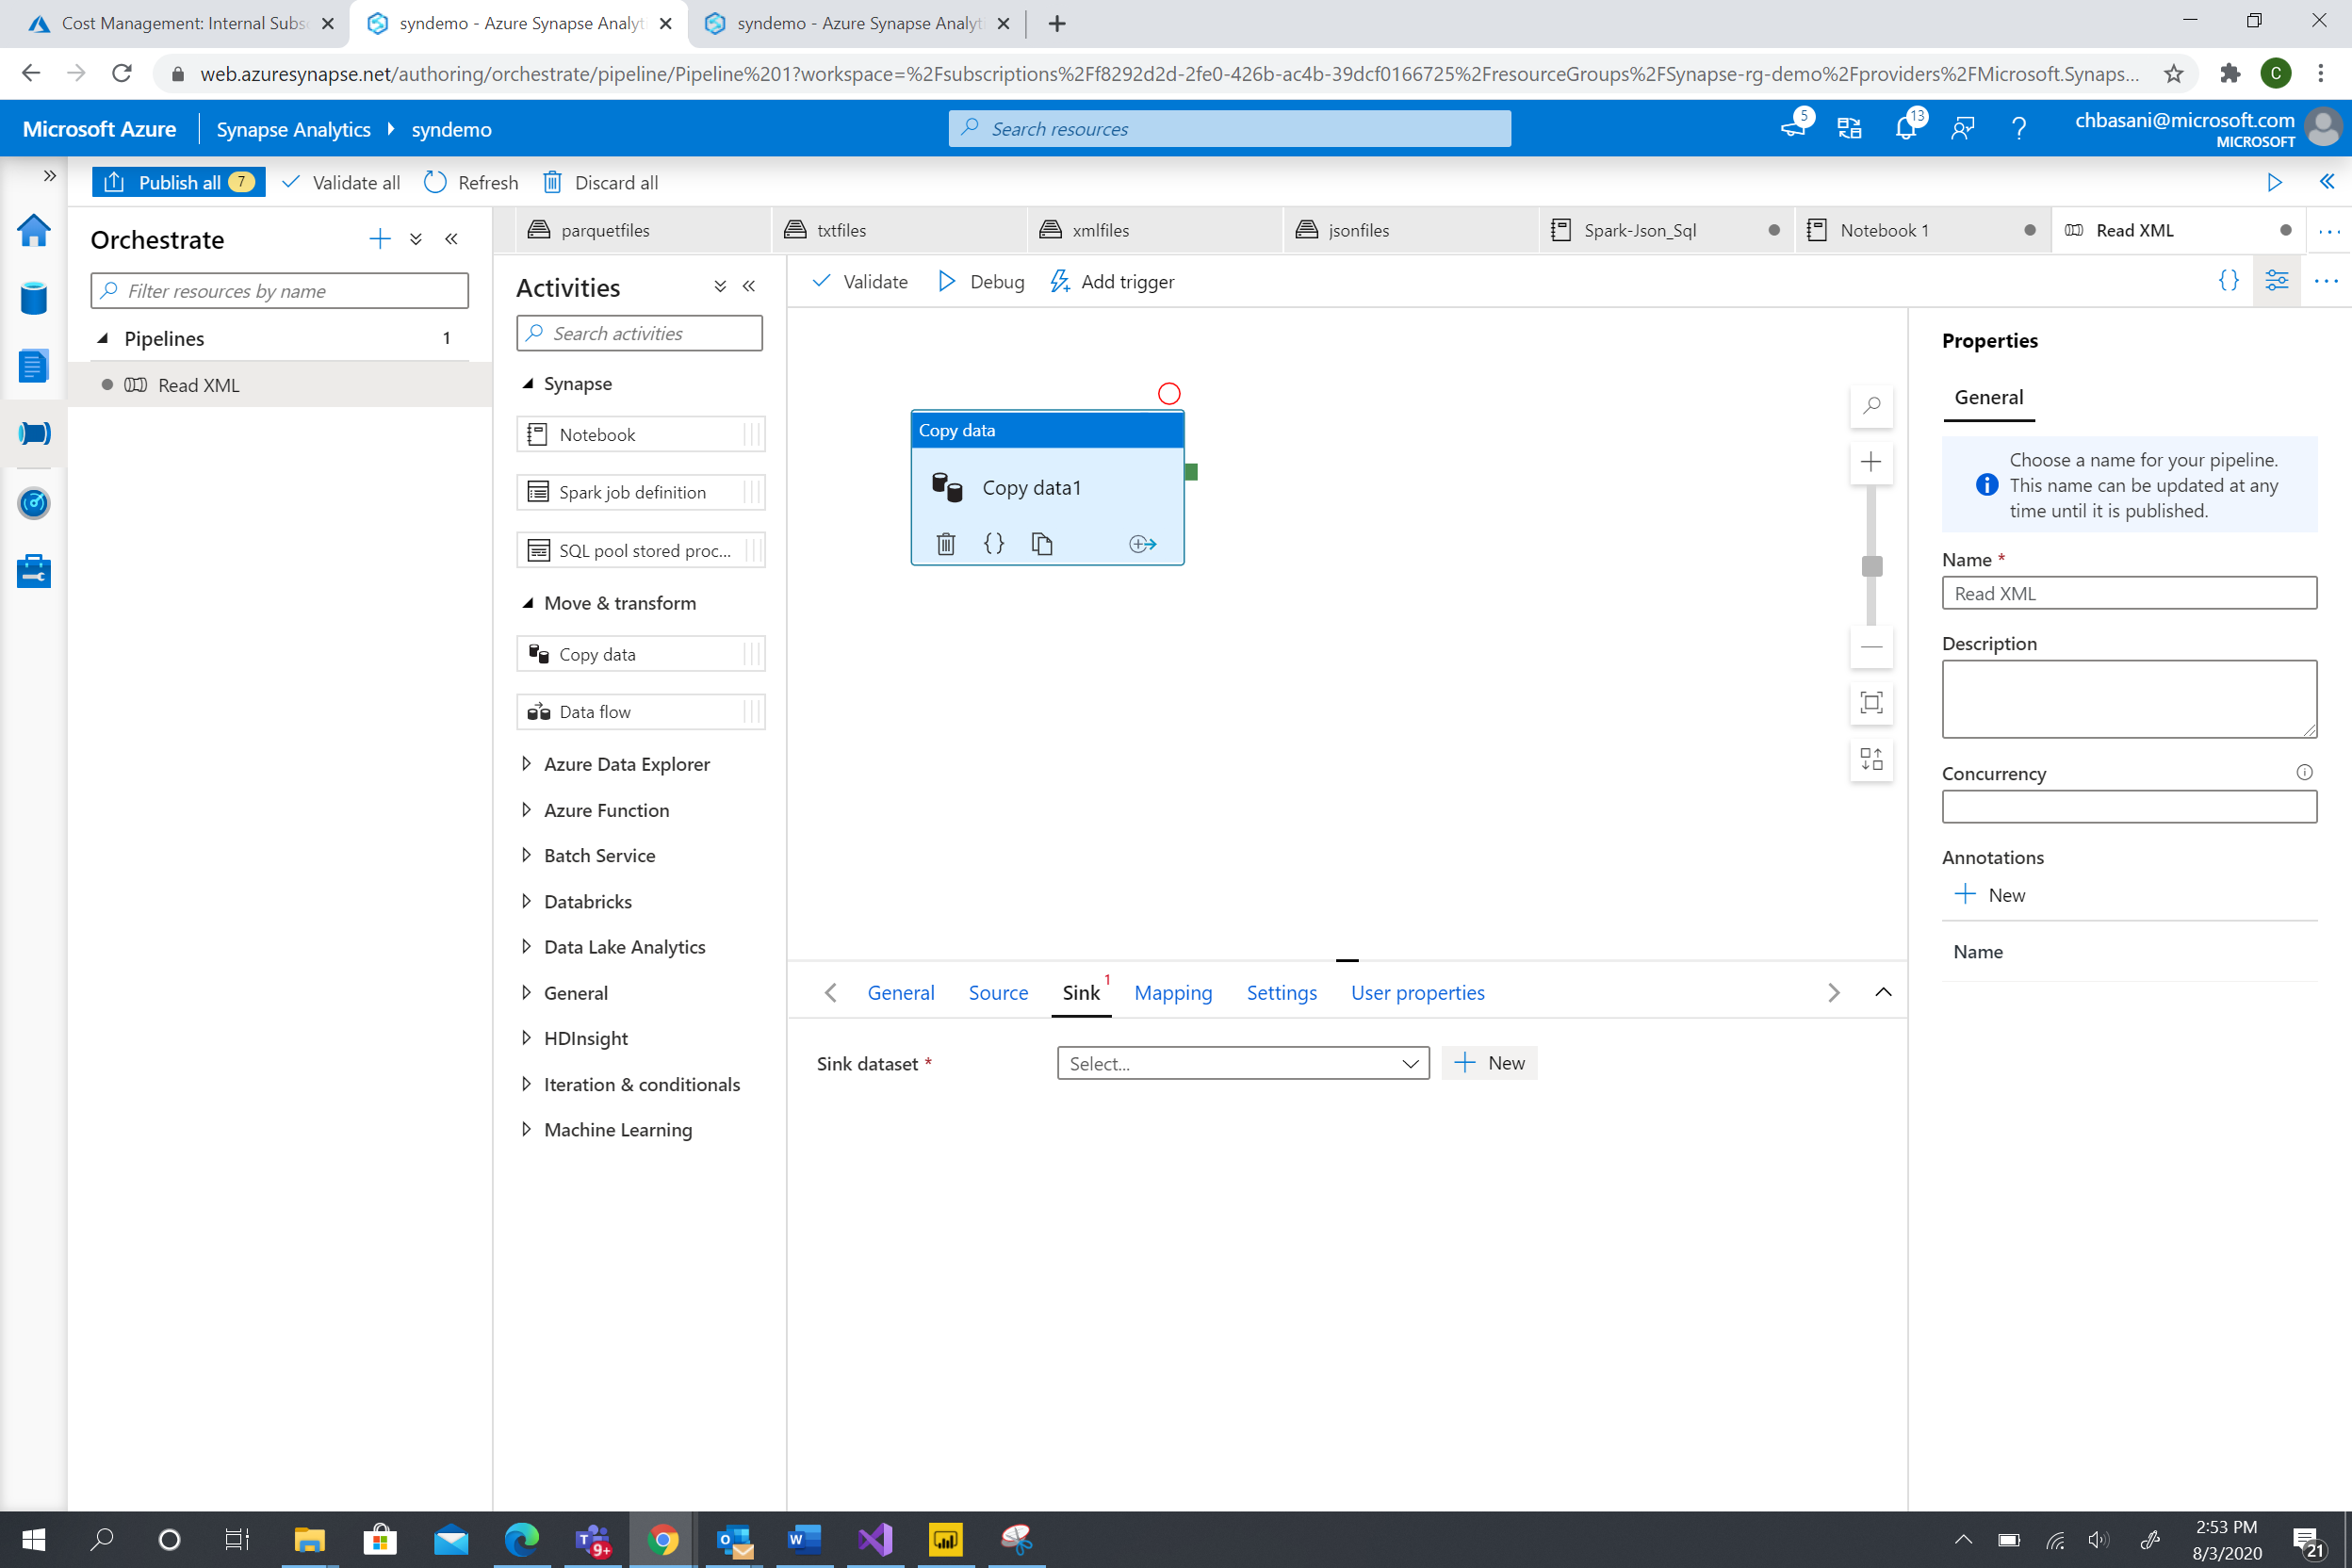 Cost Management: Internal Subs
syndemo - Azure Synapse Analyt
syndemo - Azure Synapse Analyt
web.azuresynapse.net/authoring/orchestrate/pipeline/Pipeline%201?workspace=%2Fsubscriptions%2Ff8292d2d-2fe0-426b-ac4b-39dcf0166725%2FresourceGroups%2FSynapse-rg-demo%2Fproviders%2FMicrosoft.Synaps...
C
Microsoft Azure
Synapse Analytics
syndemo
Search resources
5
13
chbasani@microsoft.com
MICROSOFT
Publish all 7
Validate all
Refresh
Discard all
Orchestrate
Filter resources by name
Pipelines 1
Read XML
parquetfiles
txtfiles
xmlfiles
jsonfiles
Spark-Json_Sql
Notebook 1
Read XML
Activities
Search activities
Synapse
Notebook
Spark job definition
SQL pool stored proc...
Move & transform
Copy data
Data flow
Azure Data Explorer
Azure Function
Batch Service
Databricks
Data Lake Analytics
General
HDInsight
Iteration & conditionals
Machine Learning
Validate
Debug
Add trigger
Copy data
Copy data1
General
Source
Sink 1
Mapping
Settings
User properties
Sink dataset *
Select...
New
Properties
General
Choose a name for your pipeline.
This name can be updated at any
time until it is published.
Name *
Read XML
Description
Concurrency
Annotations
New
Name
T 9+
2:53 PM
8/3/2020
21